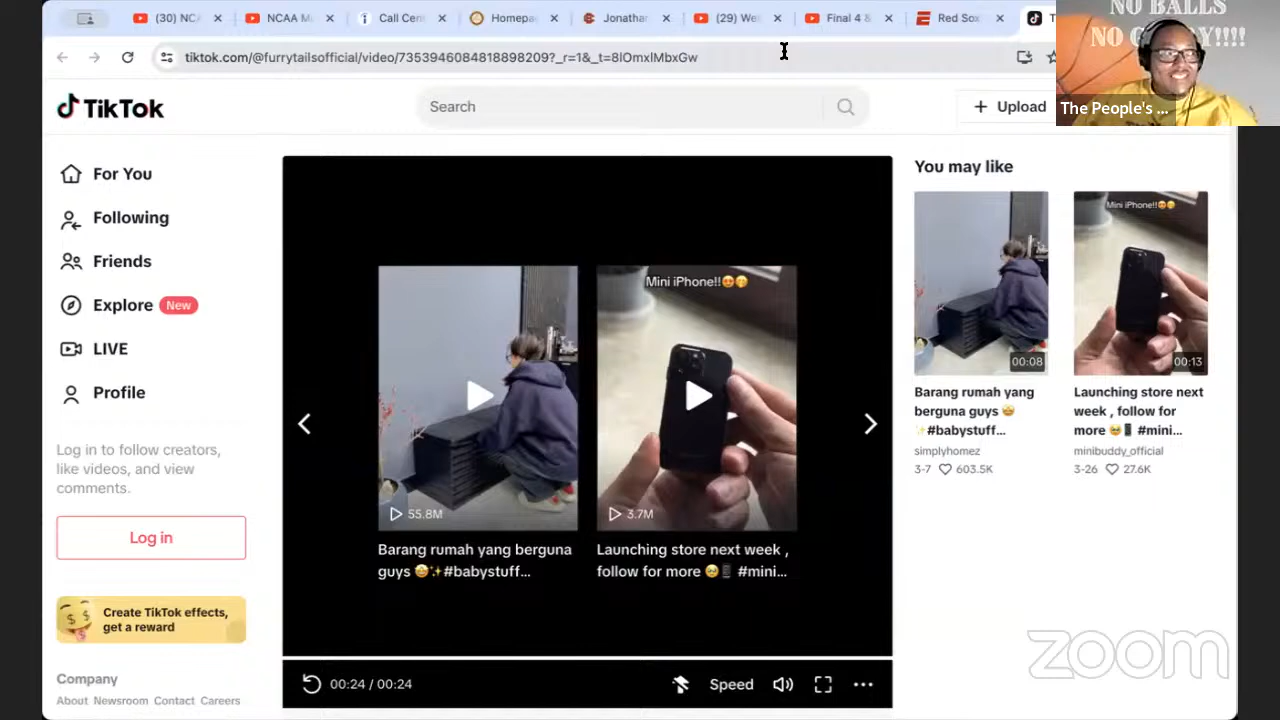 (30) NCA
NCAA M
Call Cen
Homepa
Jonathar
(29) We
Final 4 &
Red Sox
T
tiktok.com/@furrytailsofficial/video/7353946084819898209?_r=1&_t=8lOmxlMbxGw
NO BALLS
The People's ...
TikTok
Search
+ Upload
For You
Following
Friends
Explore New
LIVE
Profile
Log in to follow creators,
like videos, and view
comments.
Log in
Create TikTok effects,
get a reward
Company
About Newsroom Contact Careers
Mini iPhone!!😍🤭
55.8M
3.7M
Barang rumah yang berguna
guys 🤩✨#babystuff...
Launching store next week ,
follow for more 🥹📱 #mini...
00:24 / 00:24
Speed
You may like
Mini iPhone!!😍🤭
00:08
00:13
Barang rumah yang
berguna guys 🤩
✨#babystuff...
simplyhomez
3-7 603.5K
Launching store next
week , follow for
more 🥹📱 #mini...
minibuddy_official
3-26 27.6K
zoom